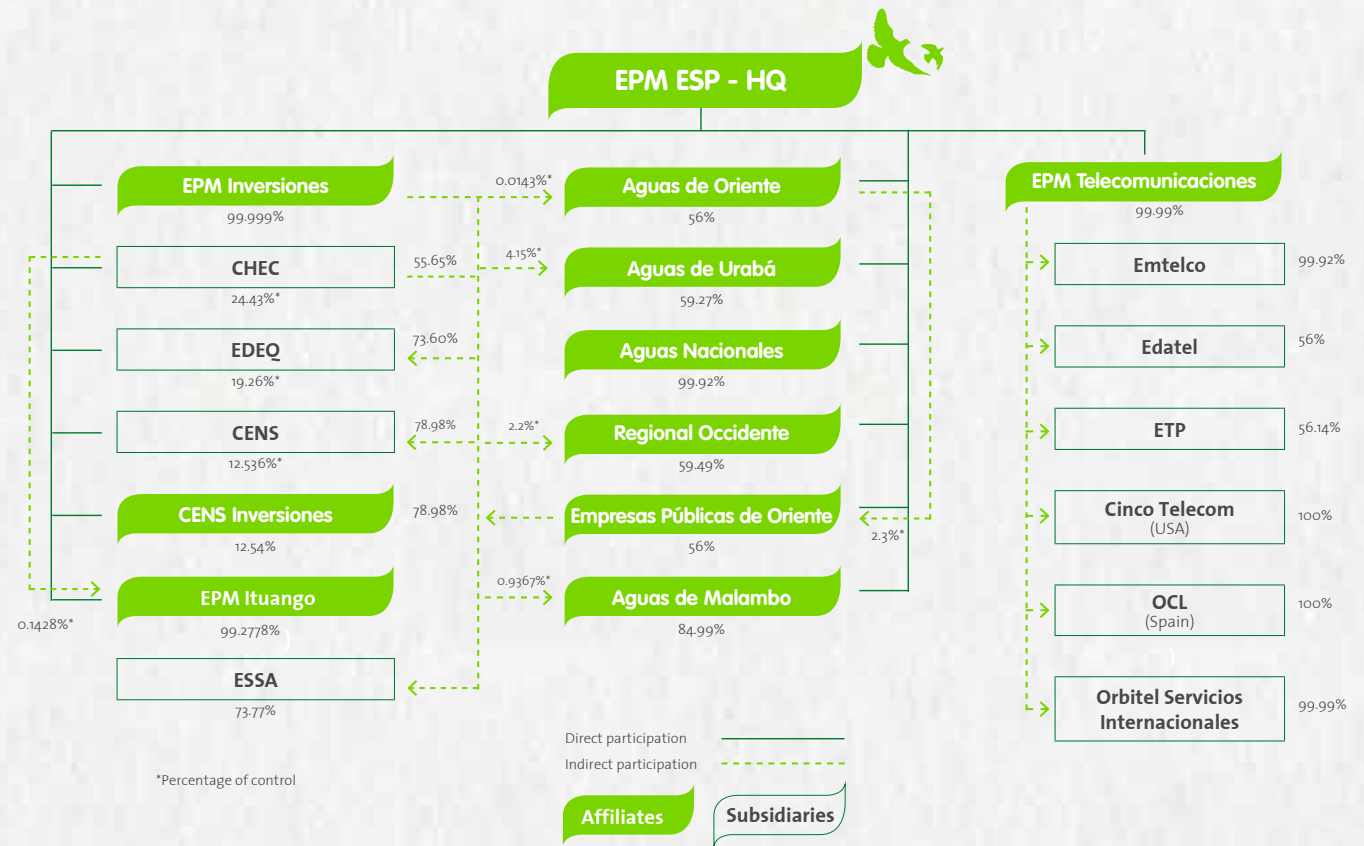 EPM ESP - HQ
EPM Inversiones
99.999%
CHEC
55.65%
24.43%*
EDEQ
73.60%
19.26%*
CENS
78.98%
12.536%*
CENS Inversiones
78.98%
12.54%
EPM Ituango
0.1428%*
99.2778%
)
ESSA
73.77%
*Percentage of control
0.0143%*
Aguas de Oriente
56%
4.15%*
Aguas de Urabá
59.27%
Aguas Nacionales
99.92%
2.2%*
Regional Occidente
59.49%
Empresas Públicas de Oriente
56%
2.3%*
0.9367%*
Aguas de Malambo
84.99%
EPM Telecomunicaciones
99.99%
Emtelco
99.92%
Edatel
56%
ETP
56.14%
Cinco Telecom
(USA)
100%
OCL
(Spain)
100%
)
Orbitel Servicios
Internacionales
99.99%
Direct participation
Indirect participation
Affiliates
Subsidiaries